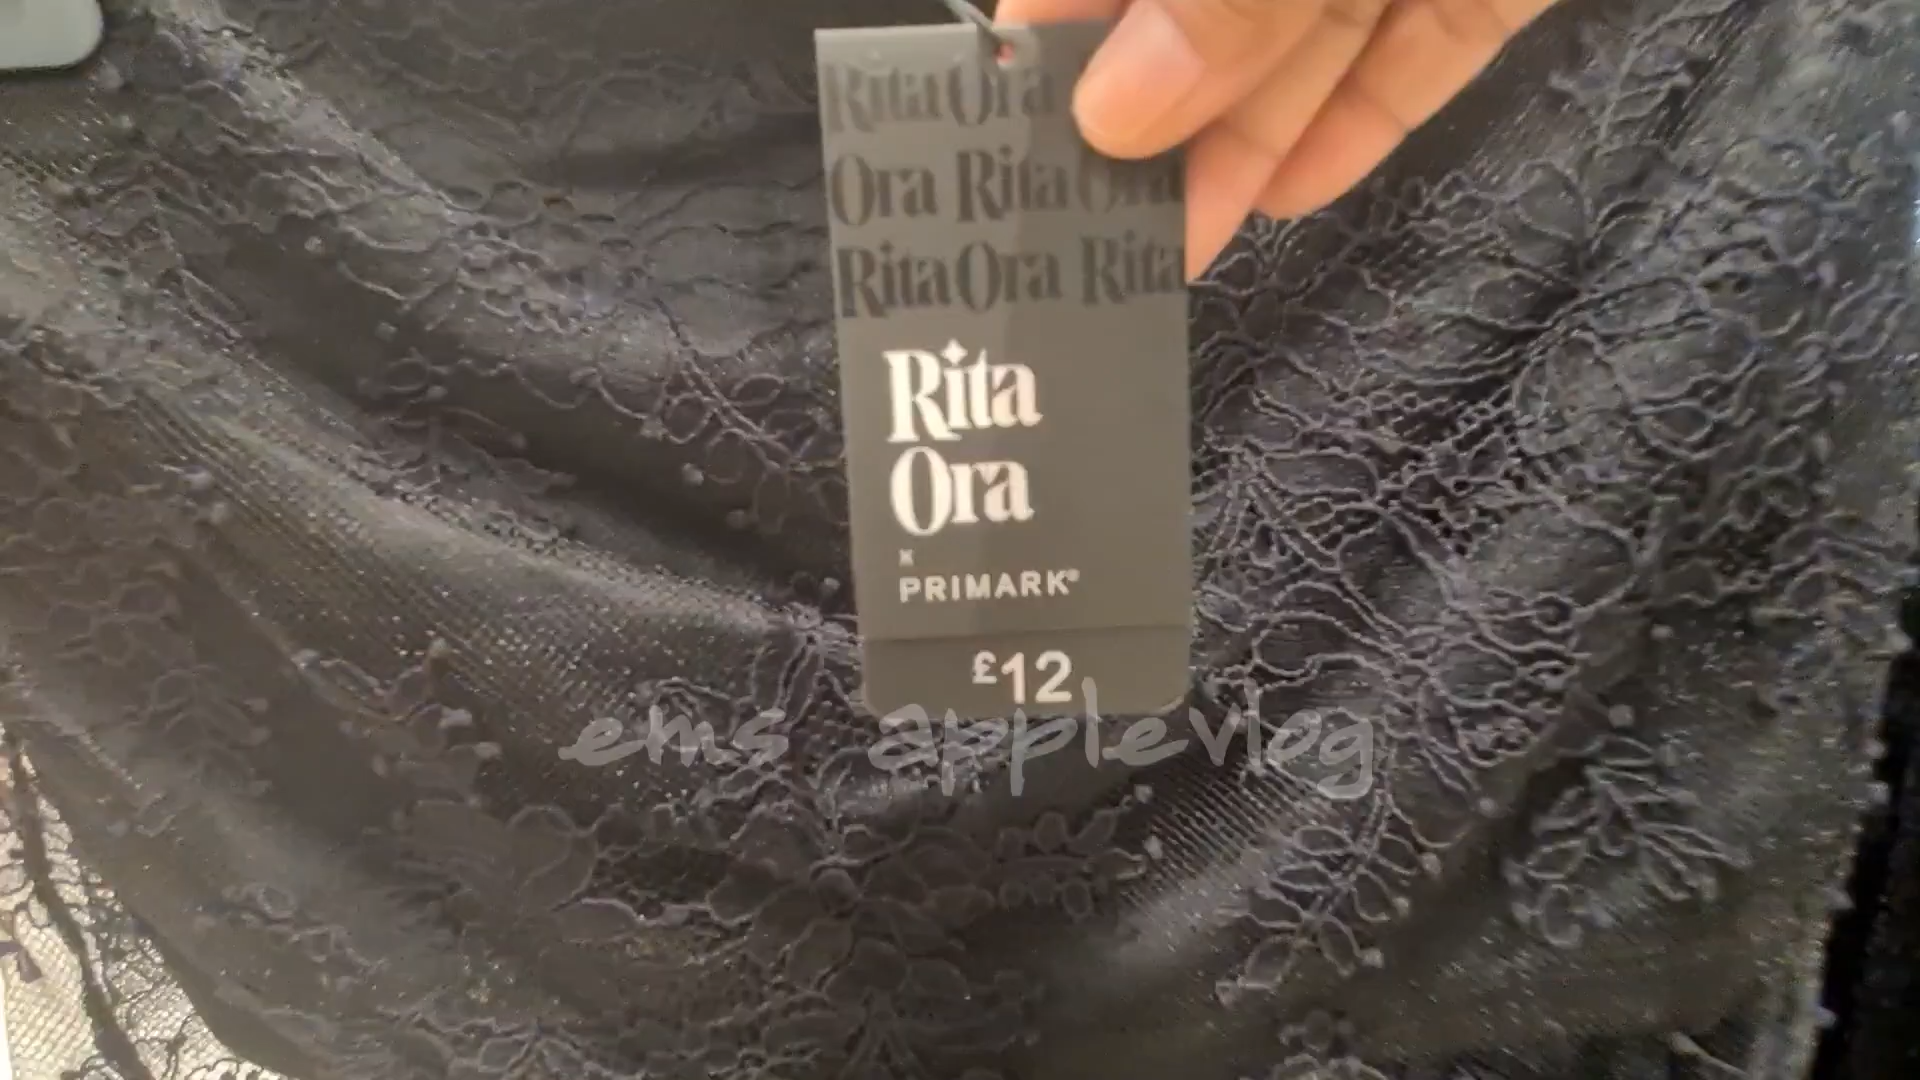 Rita Ora
Ora Rita Ora
Rita Ora Rita
Rita
Ora
x
PRIMARK®
£12
ems applevlog